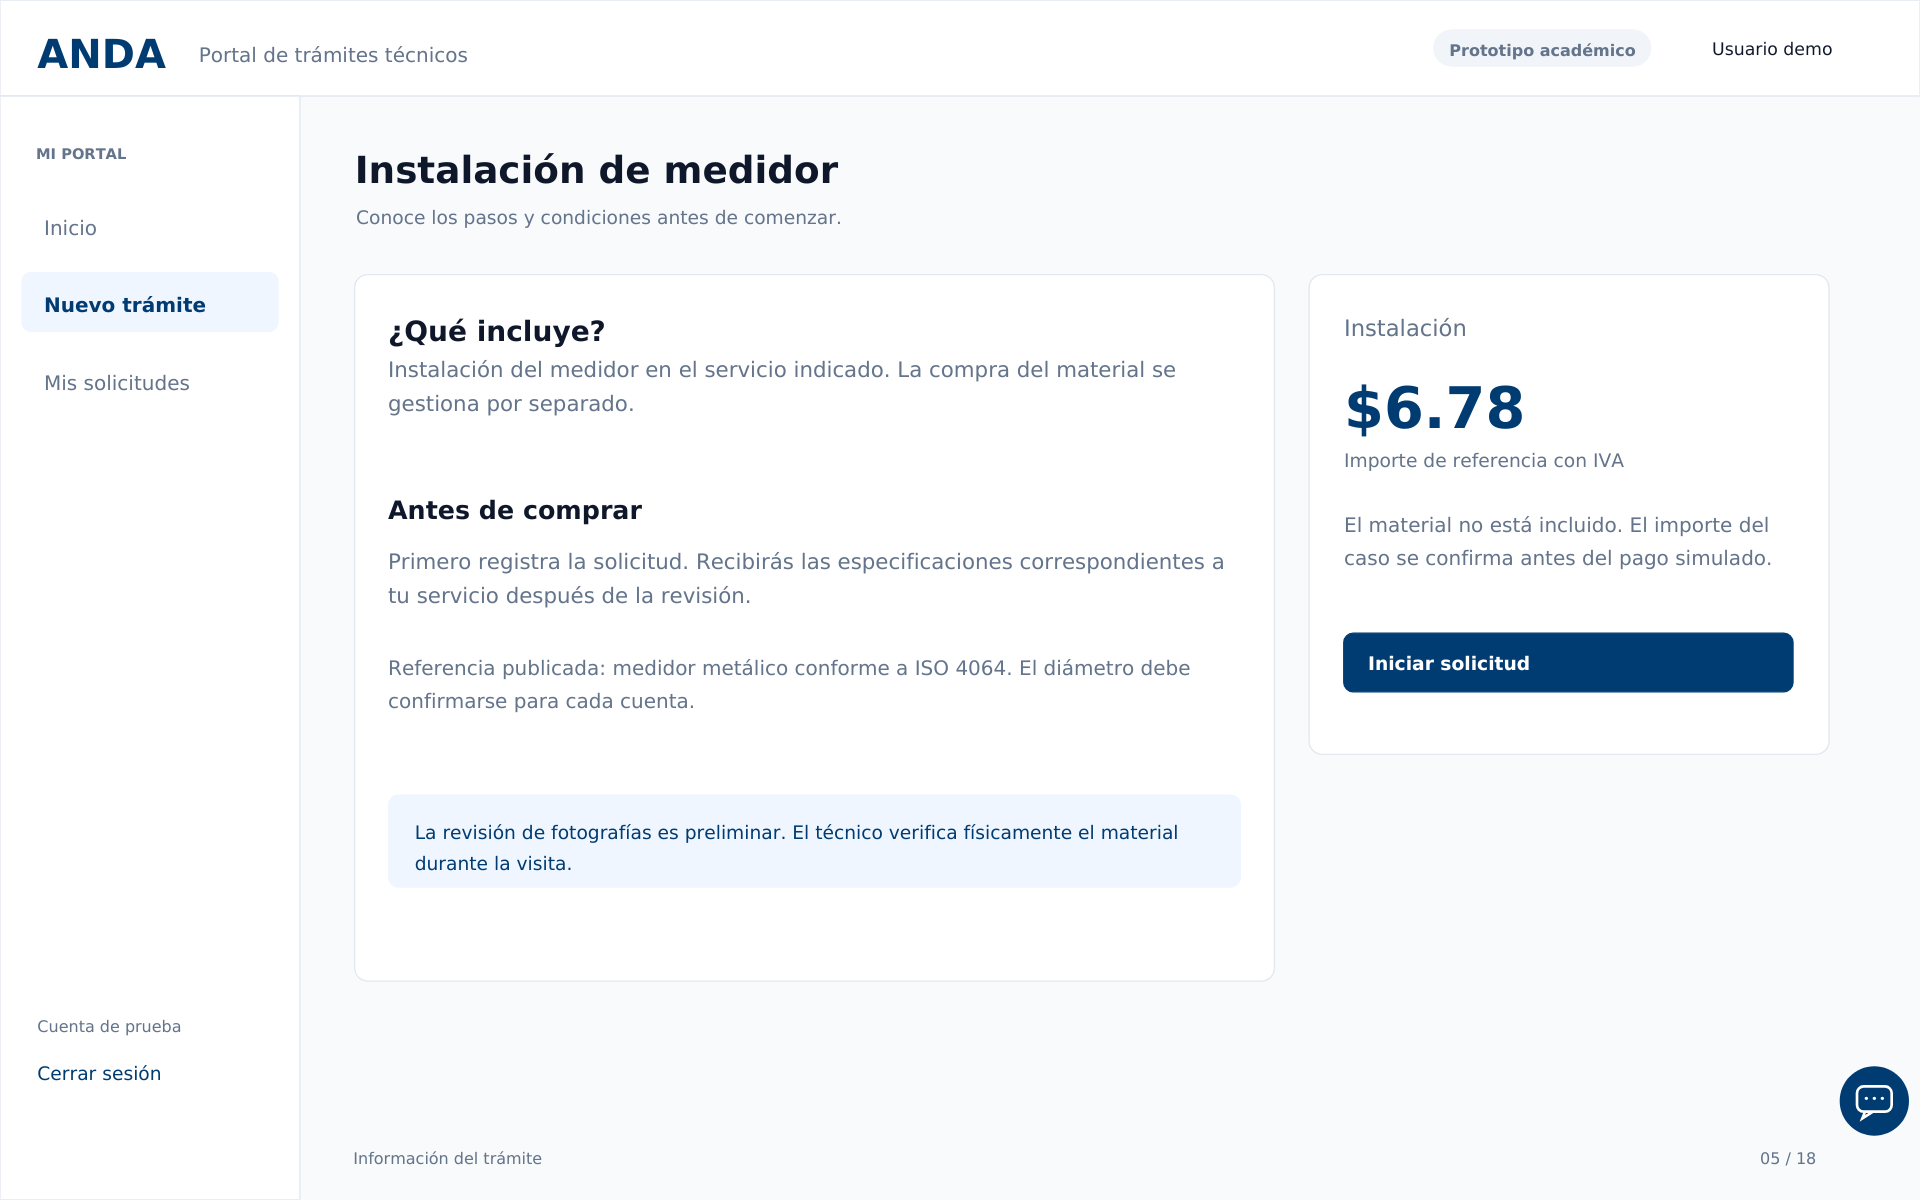 ANDA
Portal de trámites técnicos
Prototipo académico
Usuario demo
MI PORTAL
Inicio
Nuevo trámite
Mis solicitudes
Cuenta de prueba
Cerrar sesión
Instalación de medidor
Conoce los pasos y condiciones antes de comenzar.
¿Qué incluye?
Instalación del medidor en el servicio indicado. La compra del material se
gestiona por separado.
Antes de comprar
Primero registra la solicitud. Recibirás las especificaciones correspondientes a
tu servicio después de la revisión.
Referencia publicada: medidor metálico conforme a ISO 4064. El diámetro debe
confirmarse para cada cuenta.
La revisión de fotografías es preliminar. El técnico verifica físicamente el material
durante la visita.
Instalación
$6.78
Importe de referencia con IVA
El material no está incluido. El importe del
caso se confirma antes del pago simulado.
Iniciar solicitud
Información del trámite
05 / 18